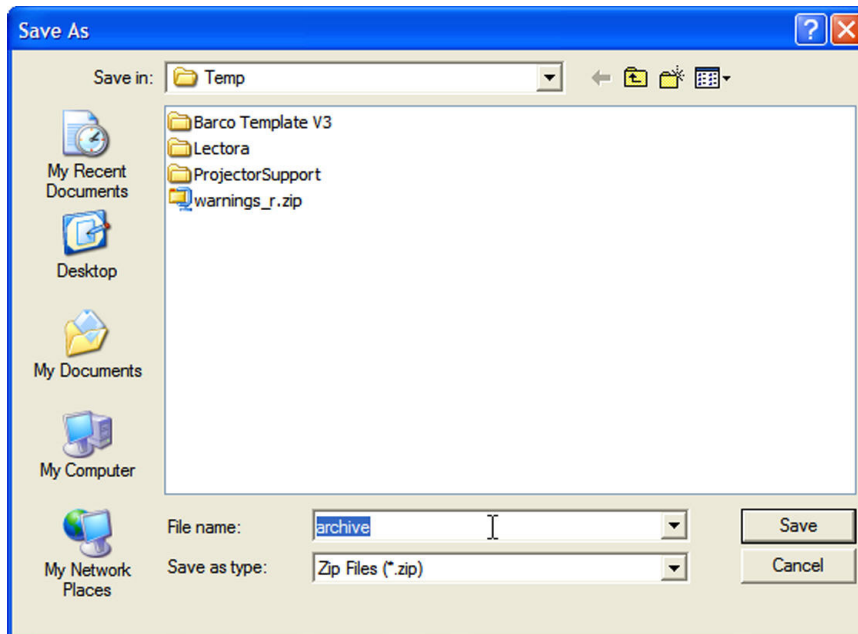 Save As
Save in:
Temp
My Recent
Documents
Desktop
My Documents
My Computer
My Network
Places
Barco Template V3
Lectora
ProjectorSupport
warnings_r.zip
File name:
archive
Save
Save as type:
Zip Files (*.zip)
Cancel